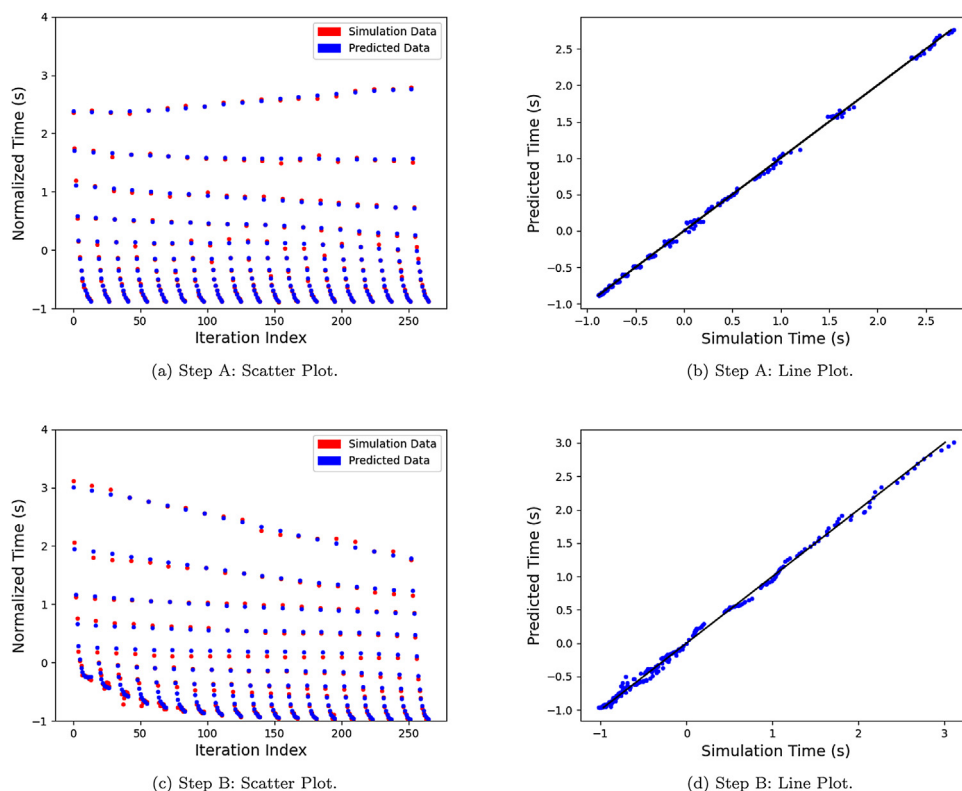 4
3
2
1
0
−1
Normalized Time (s)
Simulation Data
Predicted Data
0 50 100 150 200 250
Iteration Index
(a) Step A: Scatter Plot.
2.5
2.0
1.5
1.0
0.5
0.0
−0.5
−1.0
Predicted Time (s)
−1.0 −0.5 0.0 0.5 1.0 1.5 2.0 2.5
Simulation Time (s)
(b) Step A: Line Plot.
4
3
2
1
0
−1
Normalized Time (s)
Simulation Data
Predicted Data
0 50 100 150 200 250
Iteration Index
(c) Step B: Scatter Plot.
3.0
2.5
2.0
1.5
1.0
0.5
0.0
−0.5
−1.0
Predicted Time (s)
−1 0 1 2 3
Simulation Time (s)
(d) Step B: Line Plot.